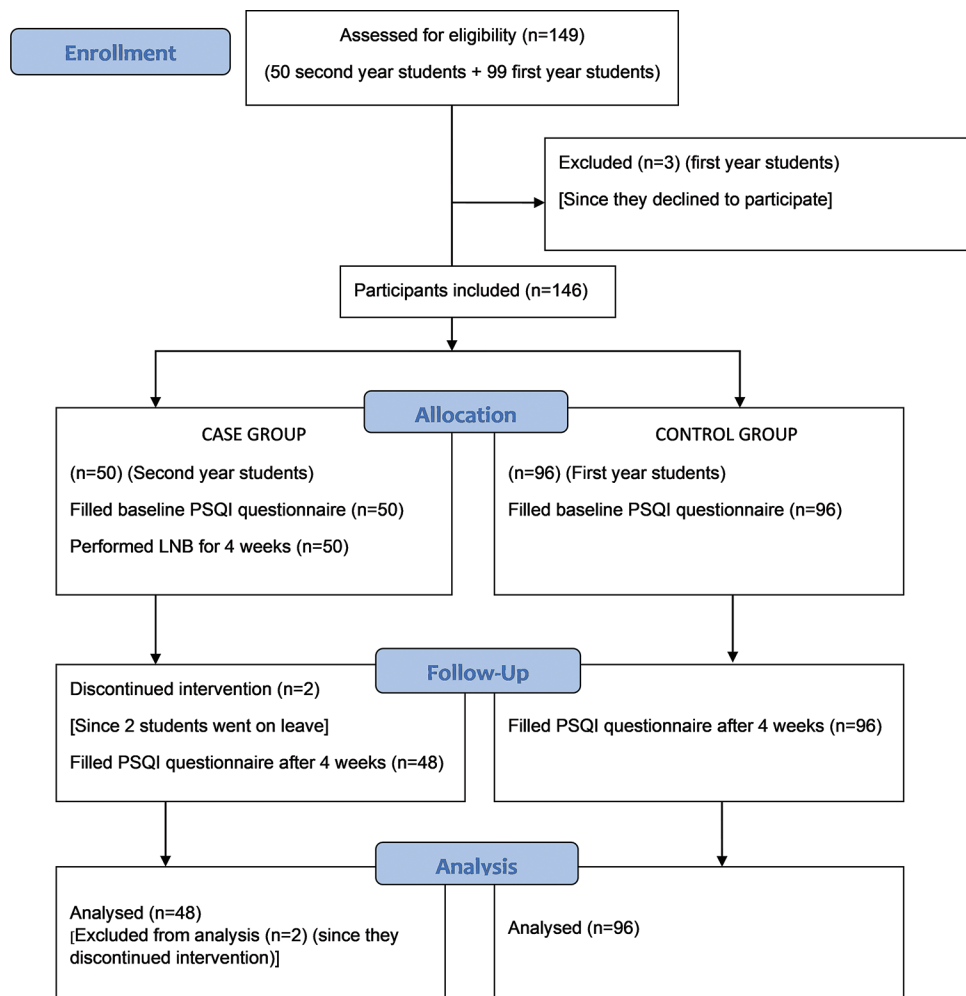 Enrollment
Assessed for eligibility (n=149)
(50 second year students + 99 first year students)
Excluded (n=3) (first year students)
[Since they declined to participate]
Participants included (n=146)
Allocation
CASE GROUP
(n=50) (Second year students)
Filled baseline PSQI questionnaire (n=50)
Performed LNB for 4 weeks (n=50)
CONTROL GROUP
(n=96) (First year students)
Filled baseline PSQI questionnaire (n=96)
Follow-Up
Discontinued intervention (n=2)
[Since 2 students went on leave]
Filled PSQI questionnaire after 4 weeks (n=48)
Filled PSQI questionnaire after 4 weeks (n=96)
Analysis
Analysed (n=48)
[Excluded from analysis (n=2) (since they
discontinued intervention)]
Analysed (n=96)